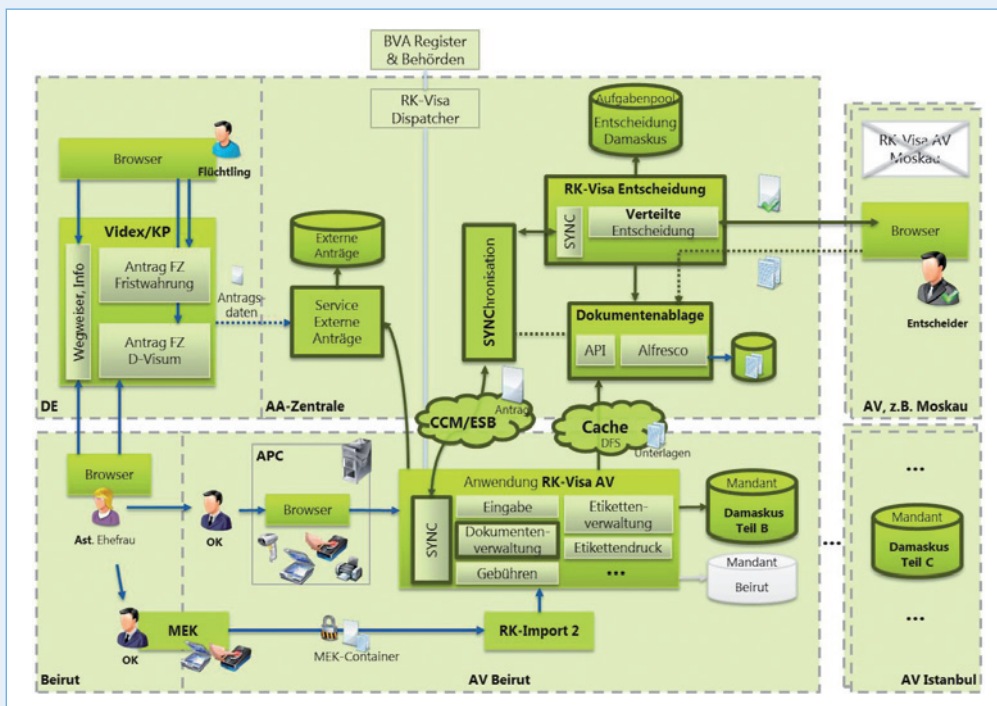 BVA Register
& Behörden
RK-Visa
Dispatcher
Aufgabenpool
Entscheidung
Damaskus
RK-Visa AV
Moskau
Browser
Flüchtling
RK-Visa Entscheidung
SYNC
Verteilte
Entscheidung
Browser
Entscheider
Videx/KP
Wegweiser, Info
Antrag FZ
Fristwahrung
Antrag FZ
D-Visum
Antrags-
daten
Externe
Anträge
Service
Externe
Anträge
SYNChronisation
Dokumentenablage
API
Alfresco
DE
AA-Zentrale
AV, z.B. Moskau
CCM/ESB
Antrag
Cache
DFS
Unterlagen
Browser
Ast. Ehefrau
OK
APC
Browser
Anwendung RK-Visa AV
SYNC
Eingabe
Dokumenten-
verwaltung
Gebühren
Etiketten-
verwaltung
Etikettendruck
...
Mandant
Damaskus
Teil B
Mandant
Beirut
...
...
Mandant
Damaskus
Teil C
...
OK
MEK
MEK-Container
RK-Import 2
Beirut
AV Beirut
AV Istanbul